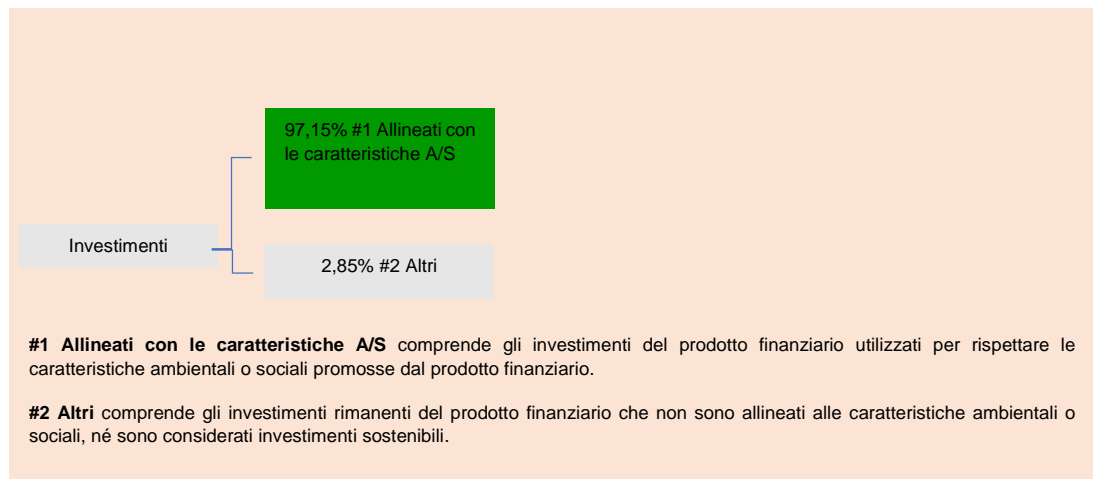 97,15% #1 Allineati con
le caratteristiche A/S
Investimenti
2,85% #2 Altri
#1 Allineati con le caratteristiche A/S comprende gli investimenti del prodotto finanziario utilizzati per rispettare le
caratteristiche ambientali o sociali promosse dal prodotto finanziario.
#2 Altri comprende gli investimenti rimanenti del prodotto finanziario che non sono allineati alle caratteristiche ambientali o
sociali, né sono considerati investimenti sostenibili.